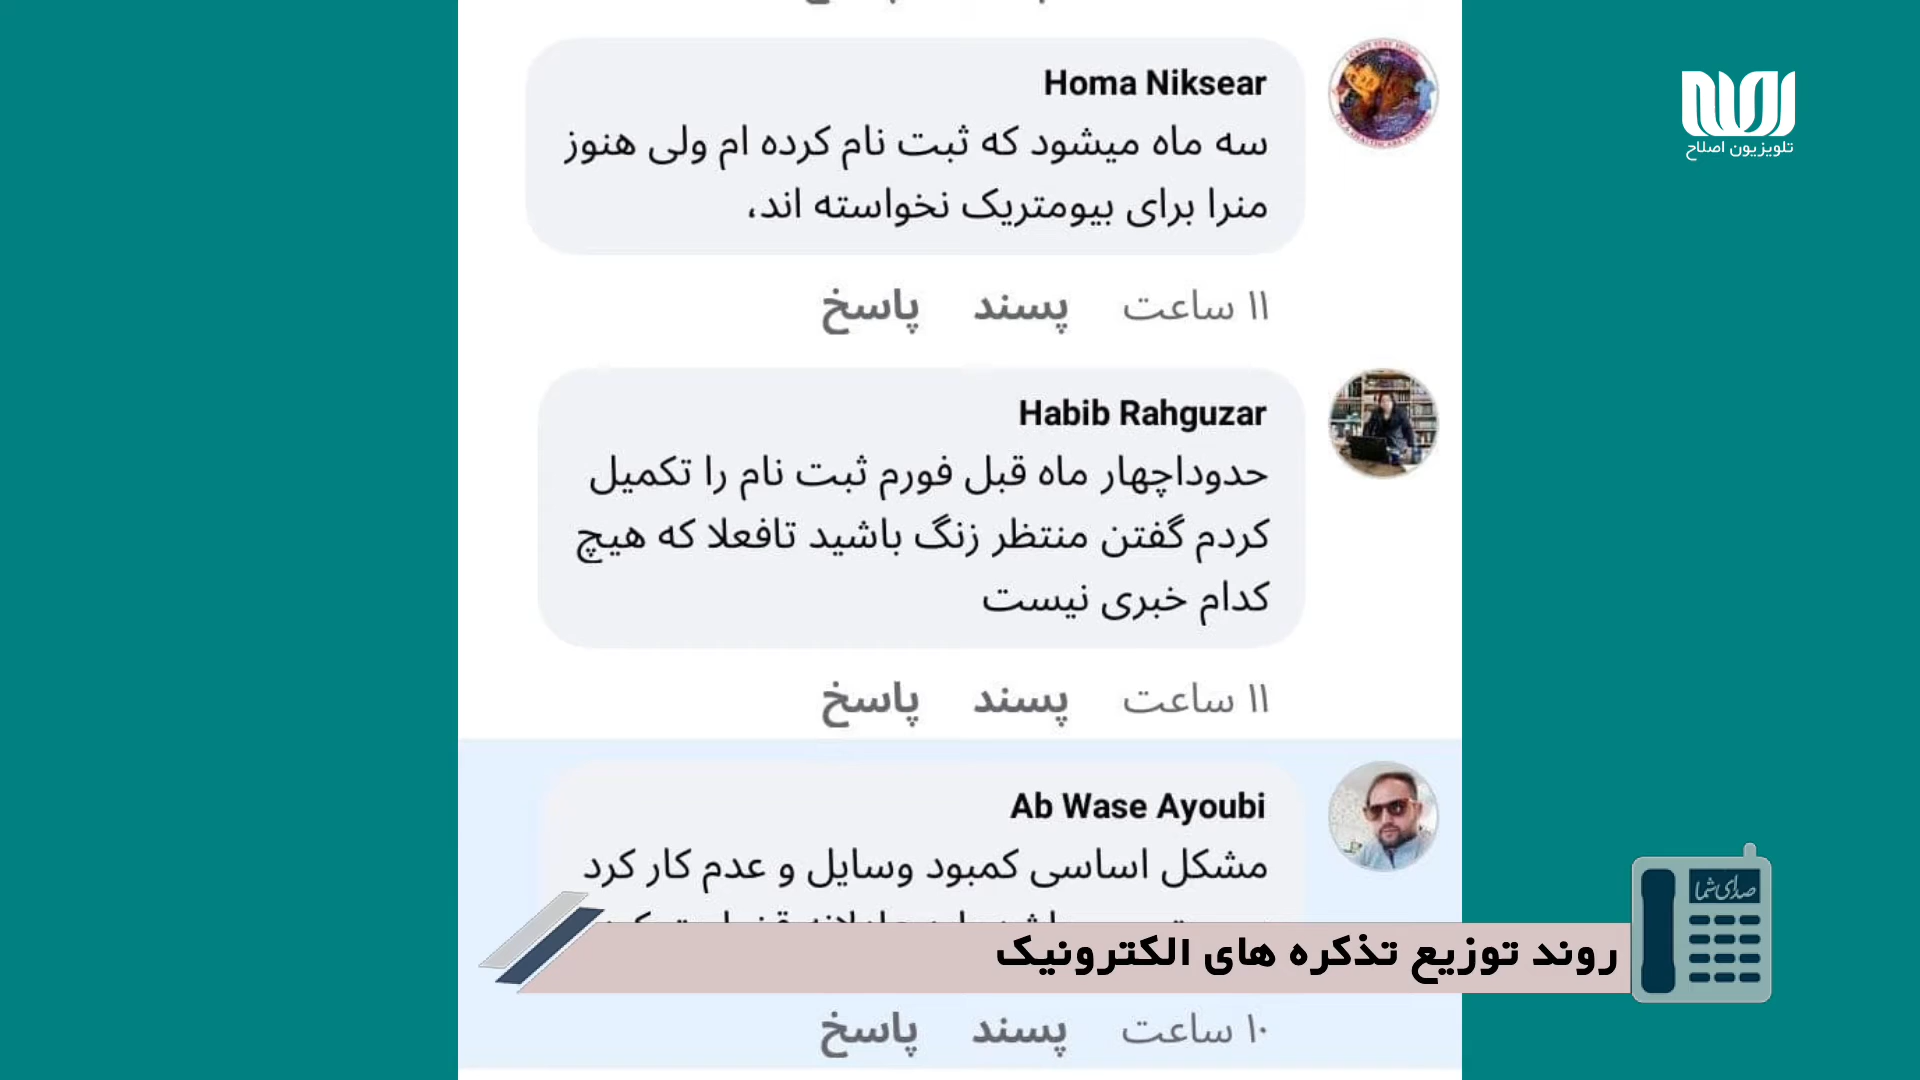 Homa Niksear
سه ماه میشود که ثبت نام کرده ام ولی هنوز
منرا برای بیومتریک نخواسته اند،
۱۱ ساعت پسند پاسخ
Habib Rahguzar
حدوداچهار ماه قبل فورم ثبت نام را تکمیل
کردم گفتن منتظر زنگ باشید تافعلا که هیچ
کدام خبری نیست
۱۱ ساعت پسند پاسخ
Ab Wase Ayoubi
مشکل اساسی کمبود وسایل و عدم کار کرد
۱۰ ساعت پسند پاسخ
روند توزیع تذکره های الکترونیک
صدای شما
تلویزیون اصلاح